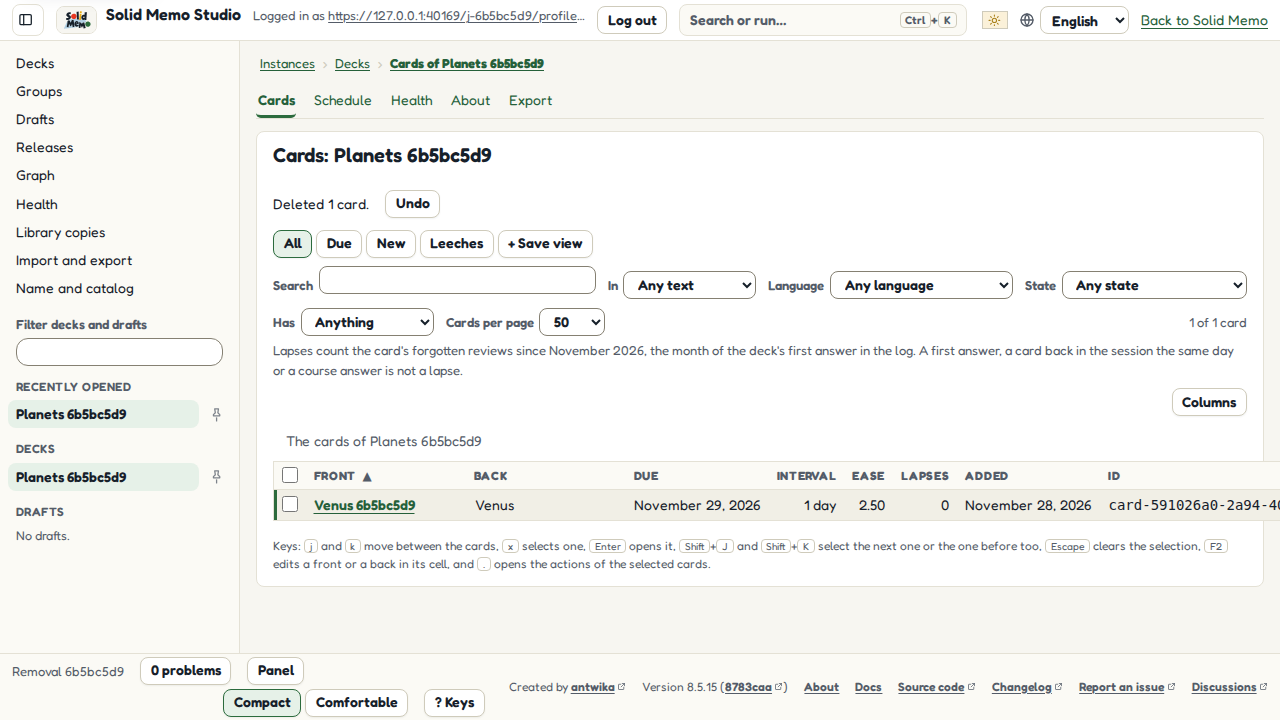 Solid Memo Studio
Logged in as https://127.0.0.1:40169/j-6b5bc5d9/profile...
Log out
Search or run... Ctrl+K
English
Back to Solid Memo
Decks
Groups
Drafts
Releases
Graph
Health
Library copies
Import and export
Name and catalog
Filter decks and drafts
RECENTLY OPENED
Planets 6b5bc5d9
DECKS
Planets 6b5bc5d9
DRAFTS
No drafts.
Instances › Decks › Cards of Planets 6b5bc5d9
Cards Schedule Health About Export
Cards: Planets 6b5bc5d9
Deleted 1 card. Undo
All Due New Leeches + Save view
Search In Any text Language Any language State Any state
Has Anything Cards per page 50 1 of 1 card
Lapses count the card's forgotten reviews since November 2026, the month of the deck's first answer in the log. A first answer, a card back in the session the same day
or a course answer is not a lapse.
Columns
The cards of Planets 6b5bc5d9
FRONT ▲ BACK DUE INTERVAL EASE LAPSES ADDED ID
Venus 6b5bc5d9 Venus November 29, 2026 1 day 2.50 0 November 28, 2026 card-591026a0-2a94-40
Keys: j and k move between the cards, x selects one, Enter opens it, Shift+J and Shift+K select the next one or the one before too, Escape clears the selection, F2
edits a front or a back in its cell, and . opens the actions of the selected cards.
Removal 6b5bc5d9 0 problems Panel
Compact Comfortable ? Keys
Created by antwika Version 8.5.15 (8783caa) About Docs Source code Changelog Report an issue Discussions